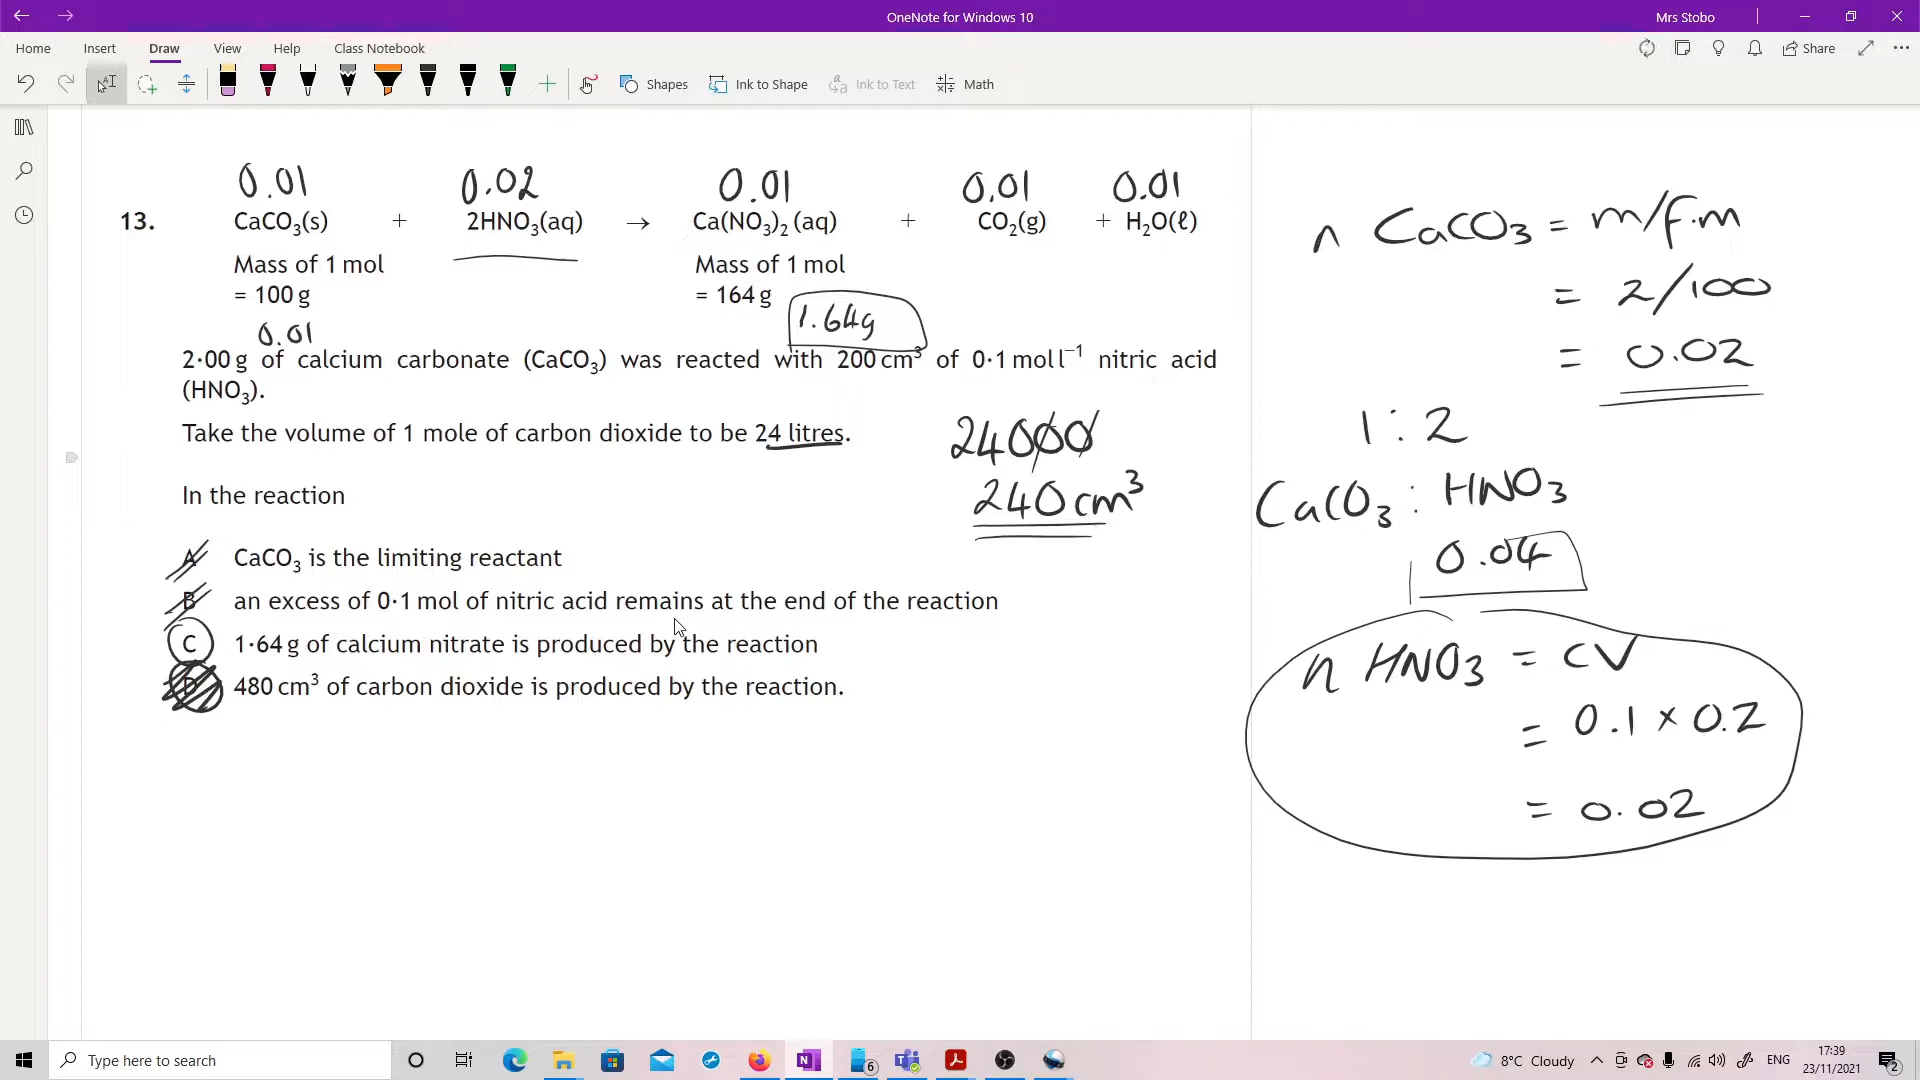 OneNote for Windows 10
Mrs Stobo
Home Insert Draw View Help Class Notebook
Share
Shapes Ink to Shape Ink to Text Math
0.01 0.02 0.01 0.01 0.01
13. CaCO₃(s) + 2HNO₃(aq) → Ca(NO₃)₂ (aq) + CO₂(g) + H₂O(ℓ)
Mass of 1 mol Mass of 1 mol
= 100 g = 164 g
1.64g
0.01
2·00 g of calcium carbonate (CaCO₃) was reacted with 200 cm³ of 0·1 mol l⁻¹ nitric acid
(HNO₃).
Take the volume of 1 mole of carbon dioxide to be 24 litres.
24000
240 cm³
In the reaction
A CaCO₃ is the limiting reactant
B an excess of 0·1 mol of nitric acid remains at the end of the reaction
C 1·64 g of calcium nitrate is produced by the reaction
D 480 cm³ of carbon dioxide is produced by the reaction.
n CaCO₃ = m/f.m
= 2/100
= 0.02
1:2
CaCO₃ : HNO₃
0.04
n HNO₃ = CV
= 0.1 × 0.2
= 0.02
Type here to search
6
8°C Cloudy
ENG
17:39
23/11/2021
2